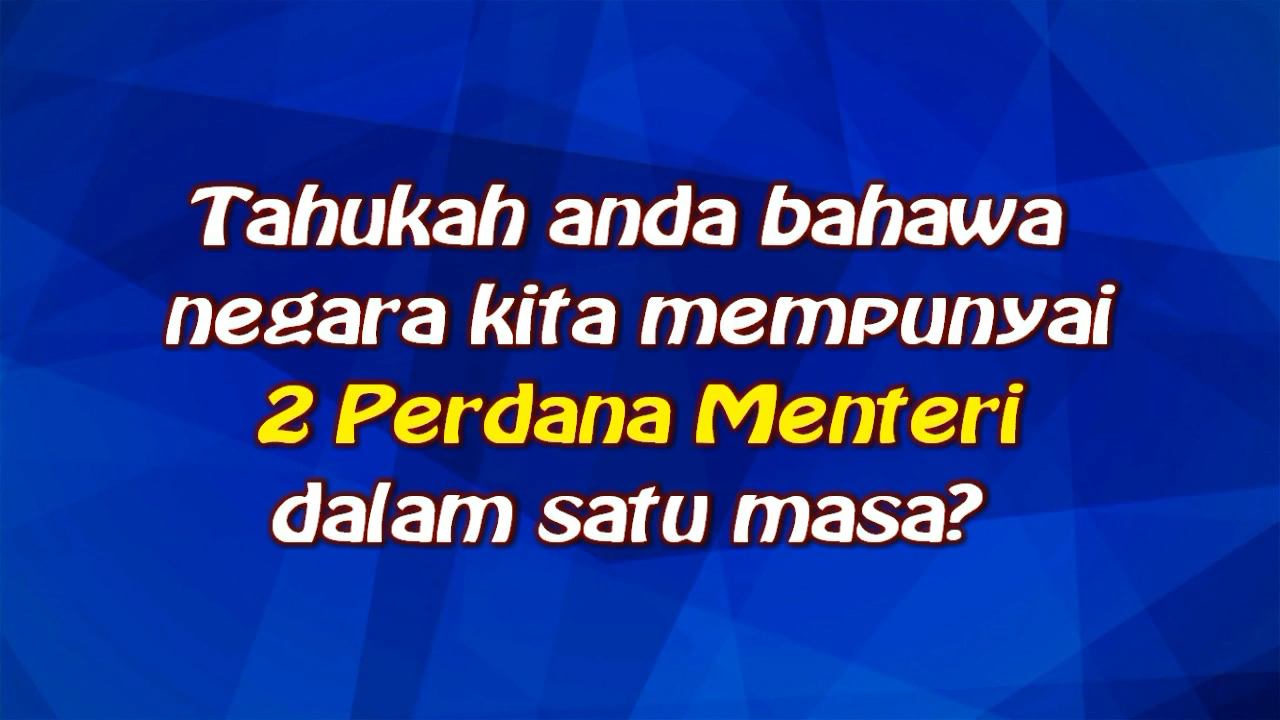 Tahukah anda bahawa
negara kita mempunyai
2 Perdana Menteri
dalam satu masa?